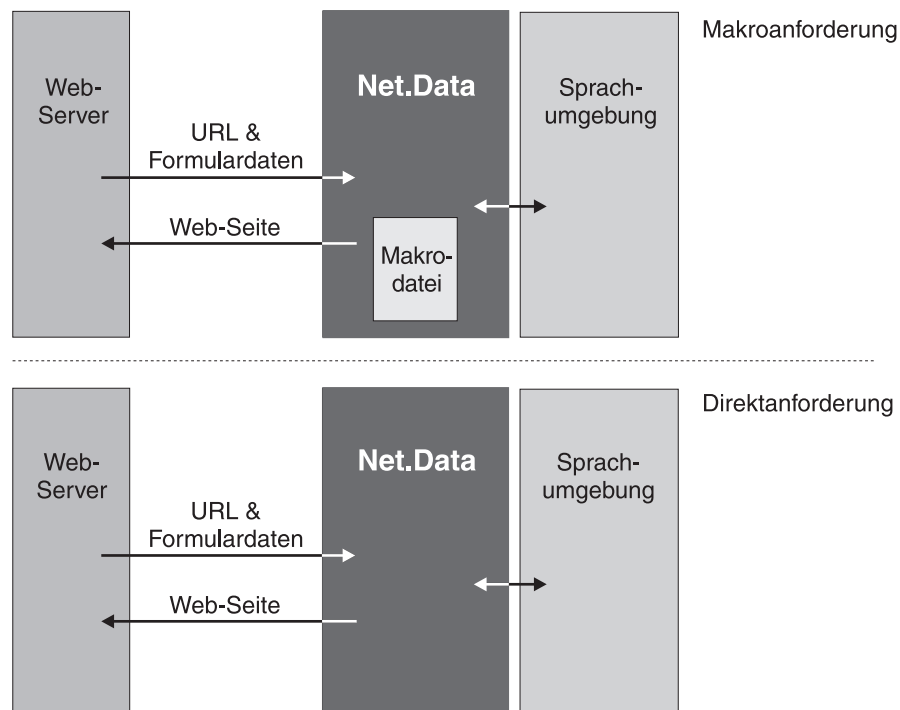 Makroanforderung
Web-
Server
Net.Data
Sprach-
umgebung
URL &
Formulardaten
Web-Seite
Makro-
datei
Direktanforderung
Web-
Server
Net.Data
Sprach-
umgebung
URL &
Formulardaten
Web-Seite